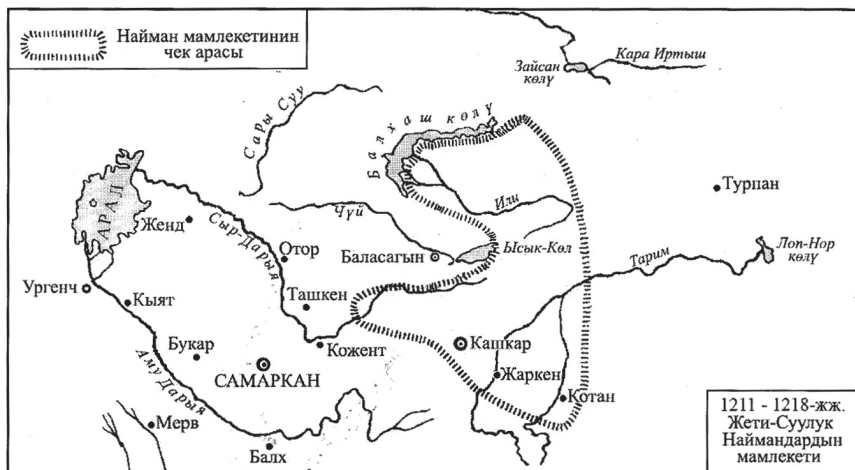 Найман мамлекетинин
чек арасы
Кара Иртыш
Зайсан
көлү
Сары Суу
Балхаш көлү
АРАЛ
Женд
Сыр-Дарыя
Чүй
Или
Турпан
Отор
Баласагын
Ысык-Көл
Тарим
Лоп-Нор
көлү
Ургенч
Кыят
Ташкен
Букар
Кожент
Кашкар
Аму Дарыя
САМАРКАН
Жаркен
Котан
Мерв
Балх
1211 - 1218-жж.
Жети-Суулук
Наймандардын
мамлекети